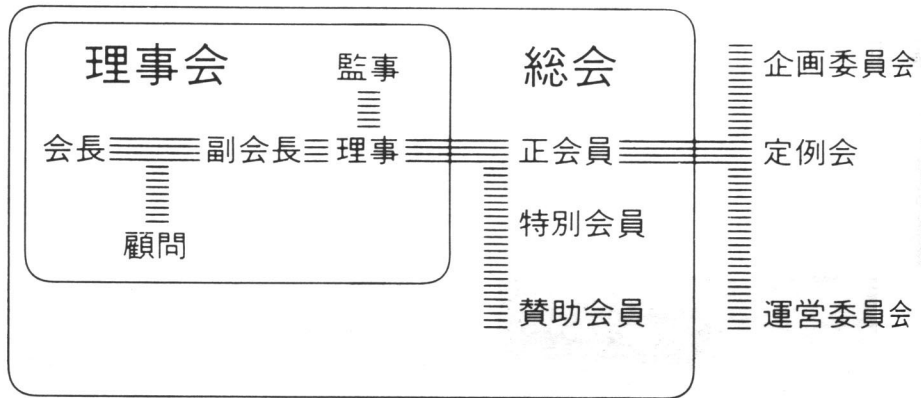 理事会
監事
総会
企画委員会
会長
副会長
理事
正会員
定例会
顧問
特別会員
賛助会員
運営委員会